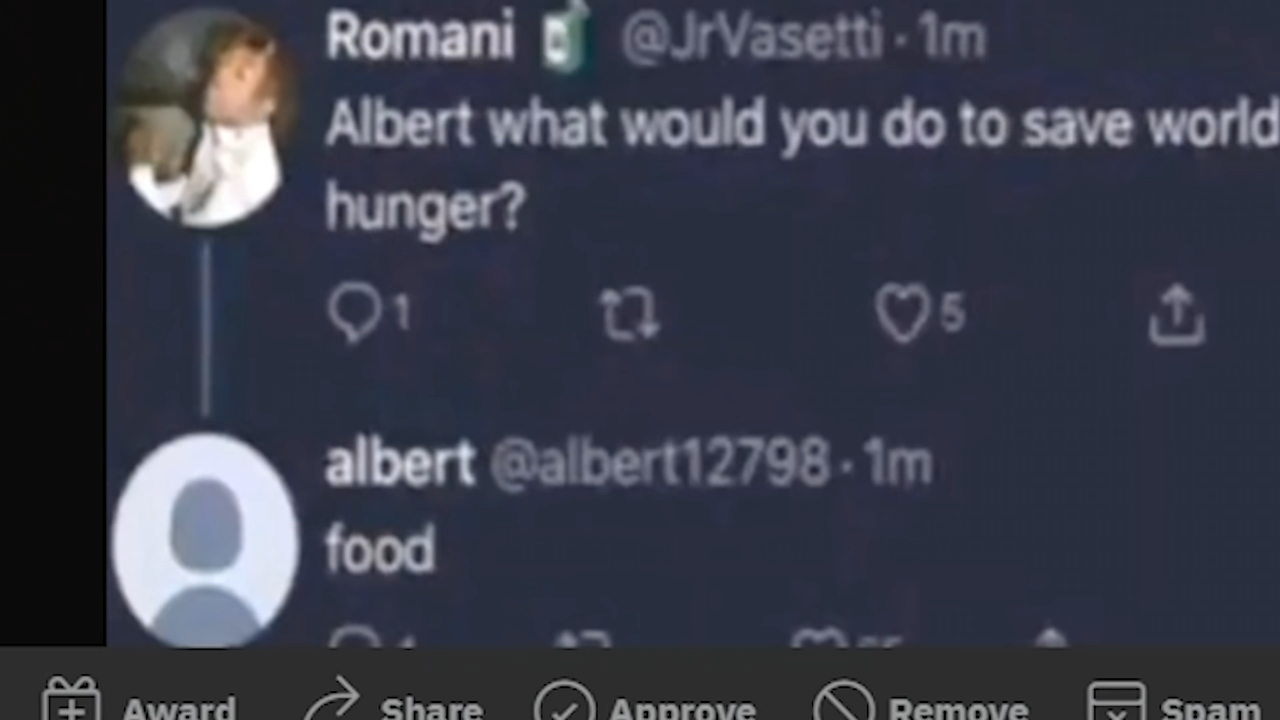 Romani @JrVasetti · 1m
Albert what would you do to save world
hunger?
1 5
albert @albert12798 · 1m
food
Award Share Approve Remove Spam